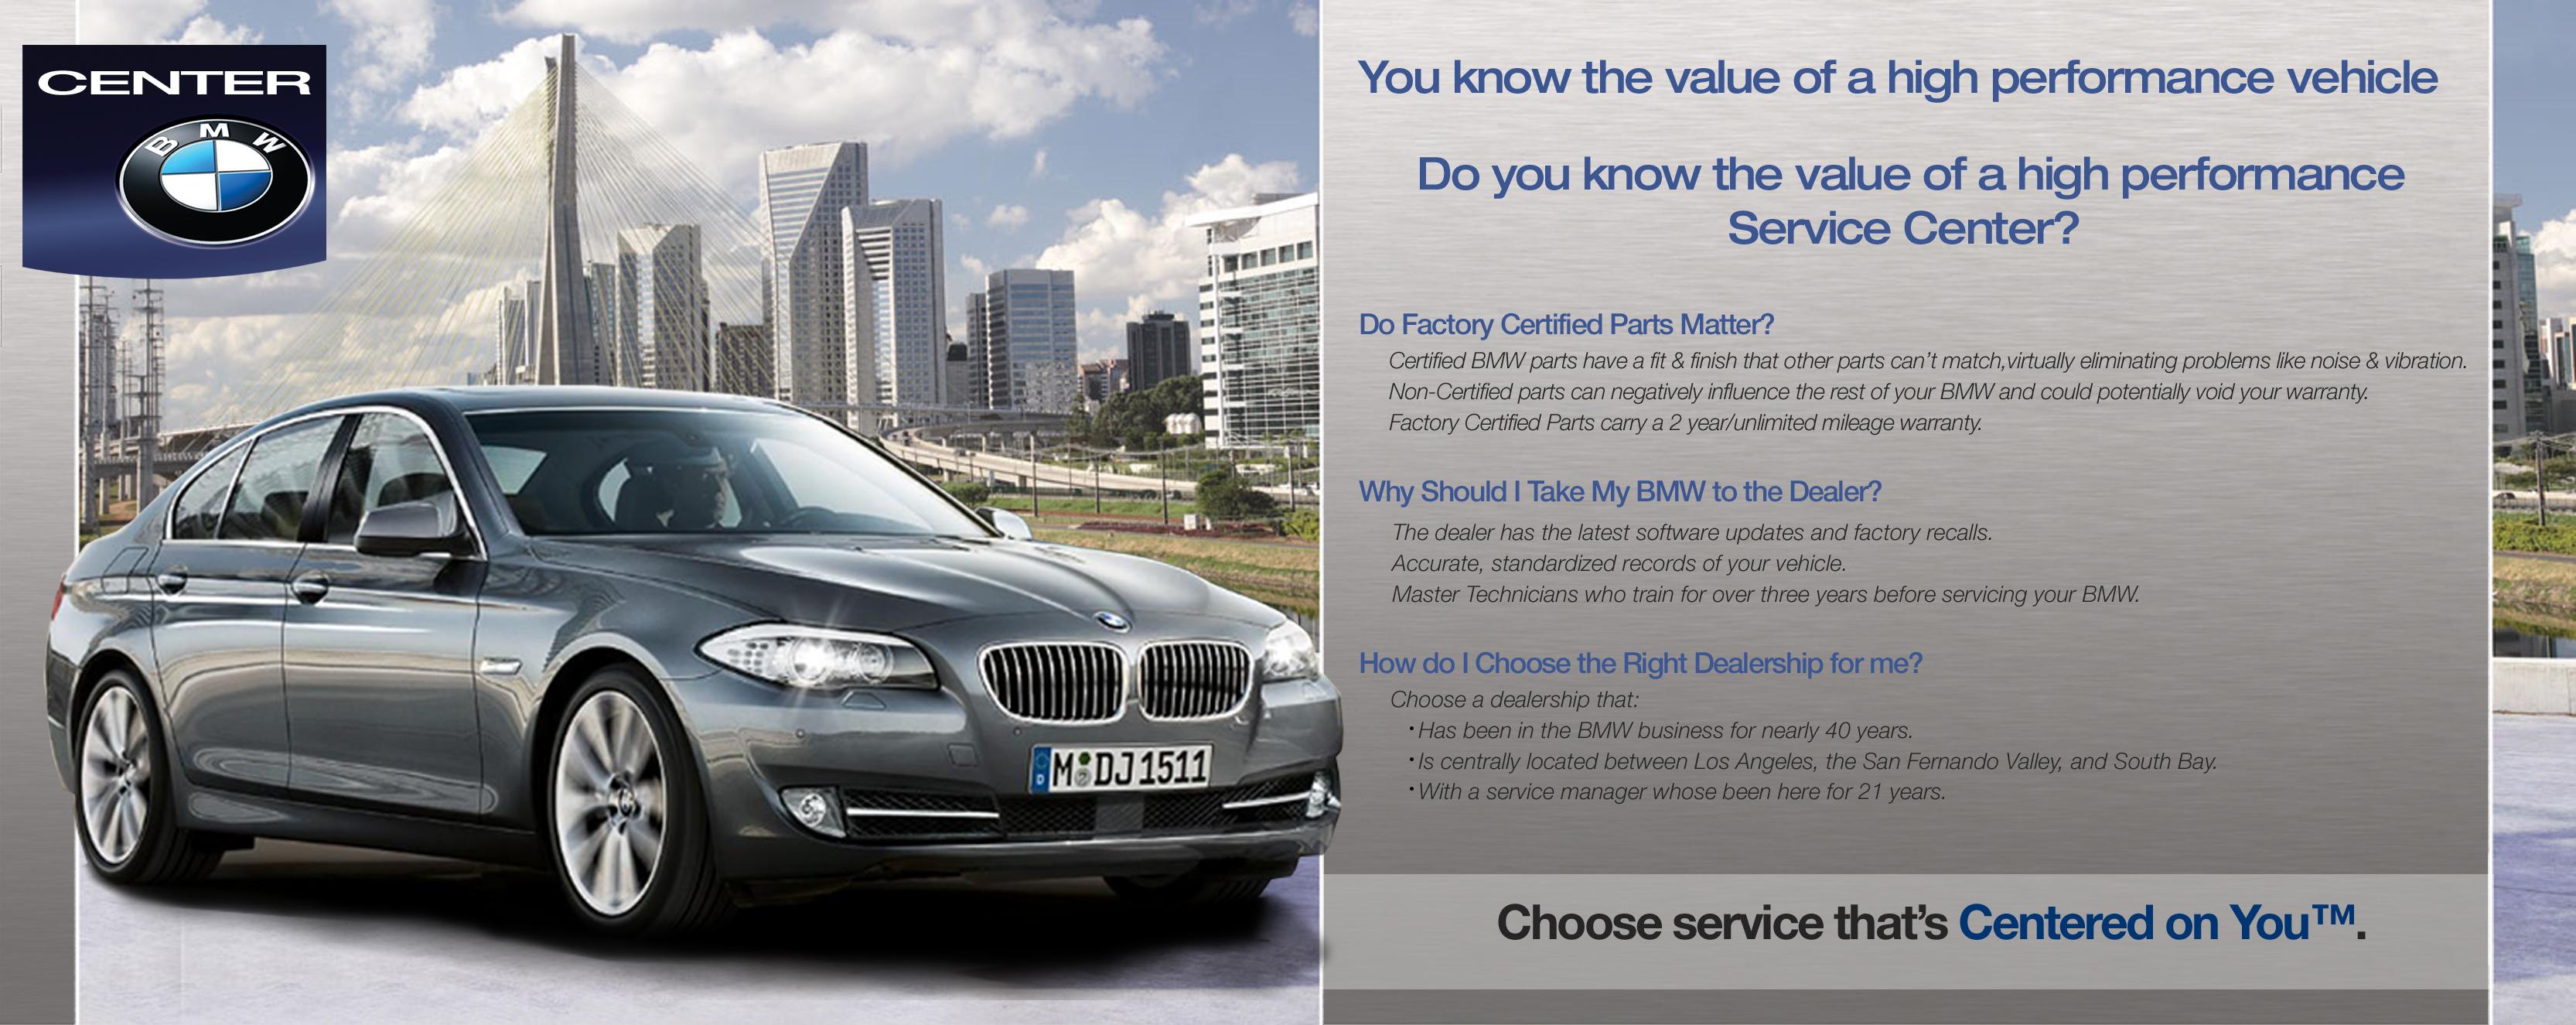 CENTER
BMW
M DJ 1511
D
You know the value of a high performance vehicle
Do you know the value of a high performance
Service Center?
Do Factory Certified Parts Matter?
Certified BMW parts have a fit & finish that other parts can't match,virtually eliminating problems like noise & vibration.
Non-Certified parts can negatively influence the rest of your BMW and could potentially void your warranty.
Factory Certified Parts carry a 2 year/unlimited mileage warranty.
Why Should I Take My BMW to the Dealer?
The dealer has the latest software updates and factory recalls.
Accurate, standardized records of your vehicle.
Master Technicians who train for over three years before servicing your BMW.
How do I Choose the Right Dealership for me?
Choose a dealership that:
•Has been in the BMW business for nearly 40 years.
•Is centrally located between Los Angeles, the San Fernando Valley, and South Bay.
•With a service manager whose been here for 21 years.
Choose service that's Centered on You™.